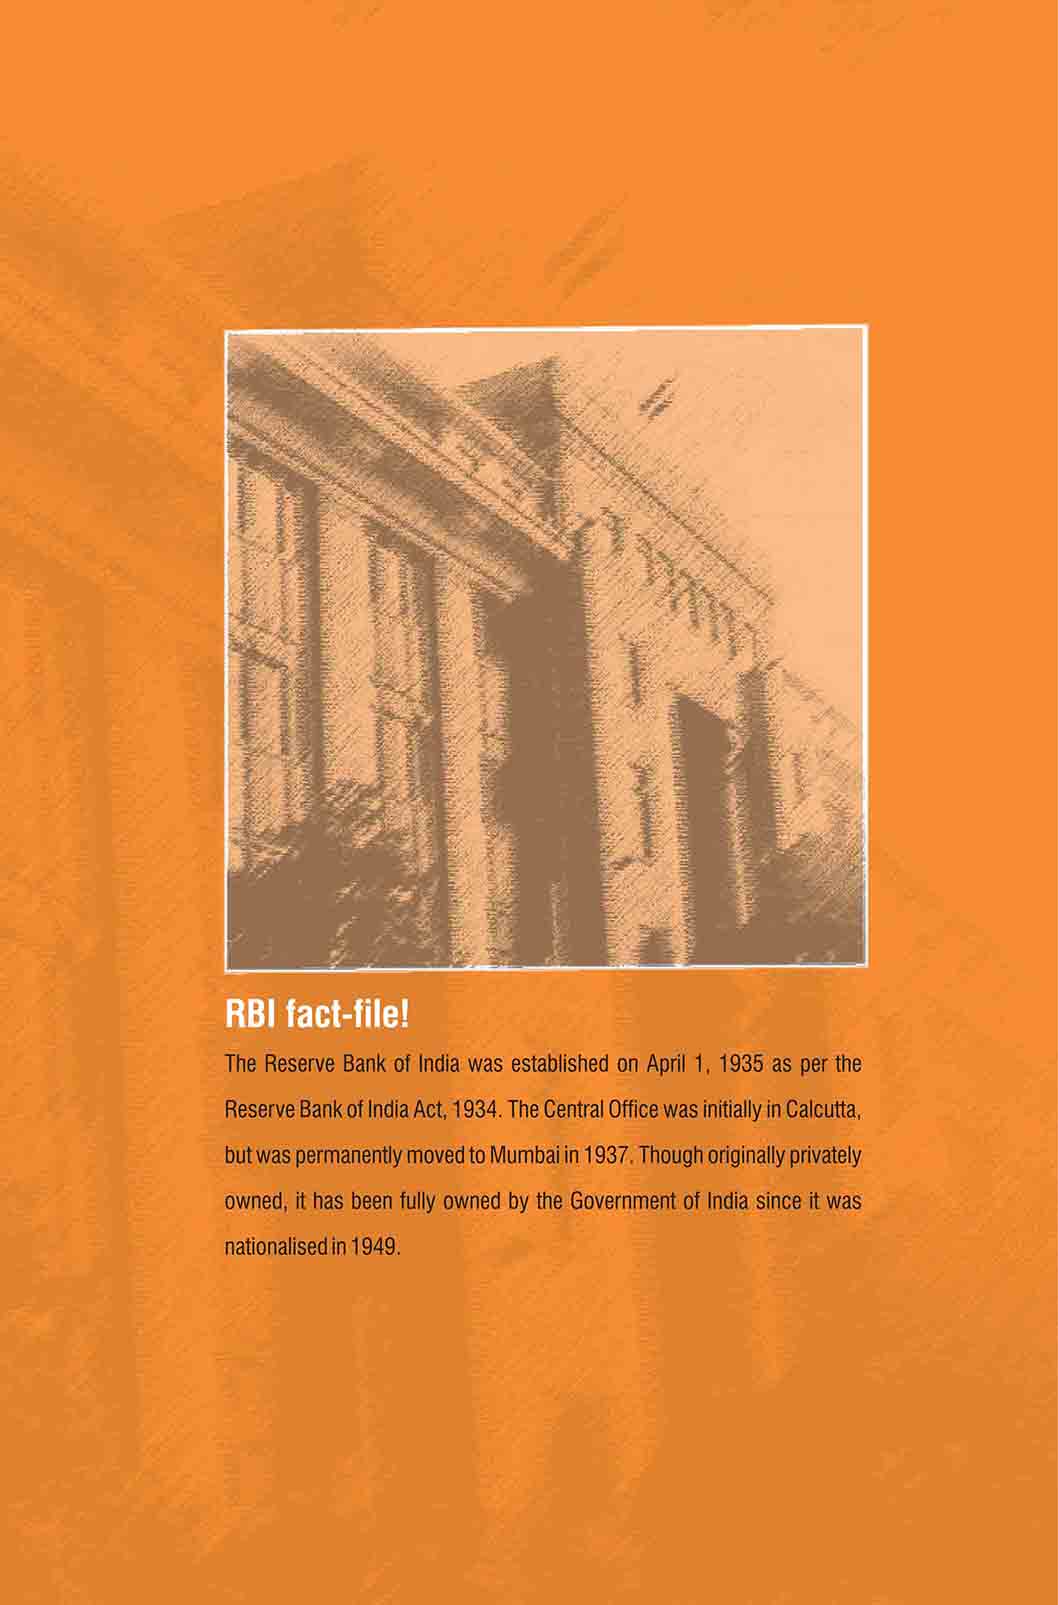 RBI fact-file!
The Reserve Bank of India was established on April 1, 1935 as per the
Reserve Bank of India Act, 1934. The Central Office was initially in Calcutta,
but was permanently moved to Mumbai in 1937. Though originally privately
owned, it has been fully owned by the Government of India since it was
nationalised in 1949.